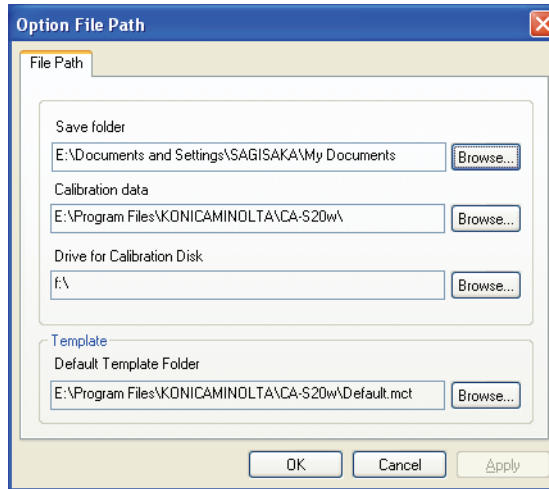 Option File Path
File Path
Save folder
E:\Documents and Settings\SAGISAKA\My Documents
Browse...
Calibration data
E:\Program Files\KONICAMINOLTA\CA-S20w\
Browse...
Drive for Calibration Disk
f:\
Browse...
Template
Default Template Folder
E:\Program Files\KONICAMINOLTA\CA-S20w\Default.mct
Browse...
OK Cancel Apply